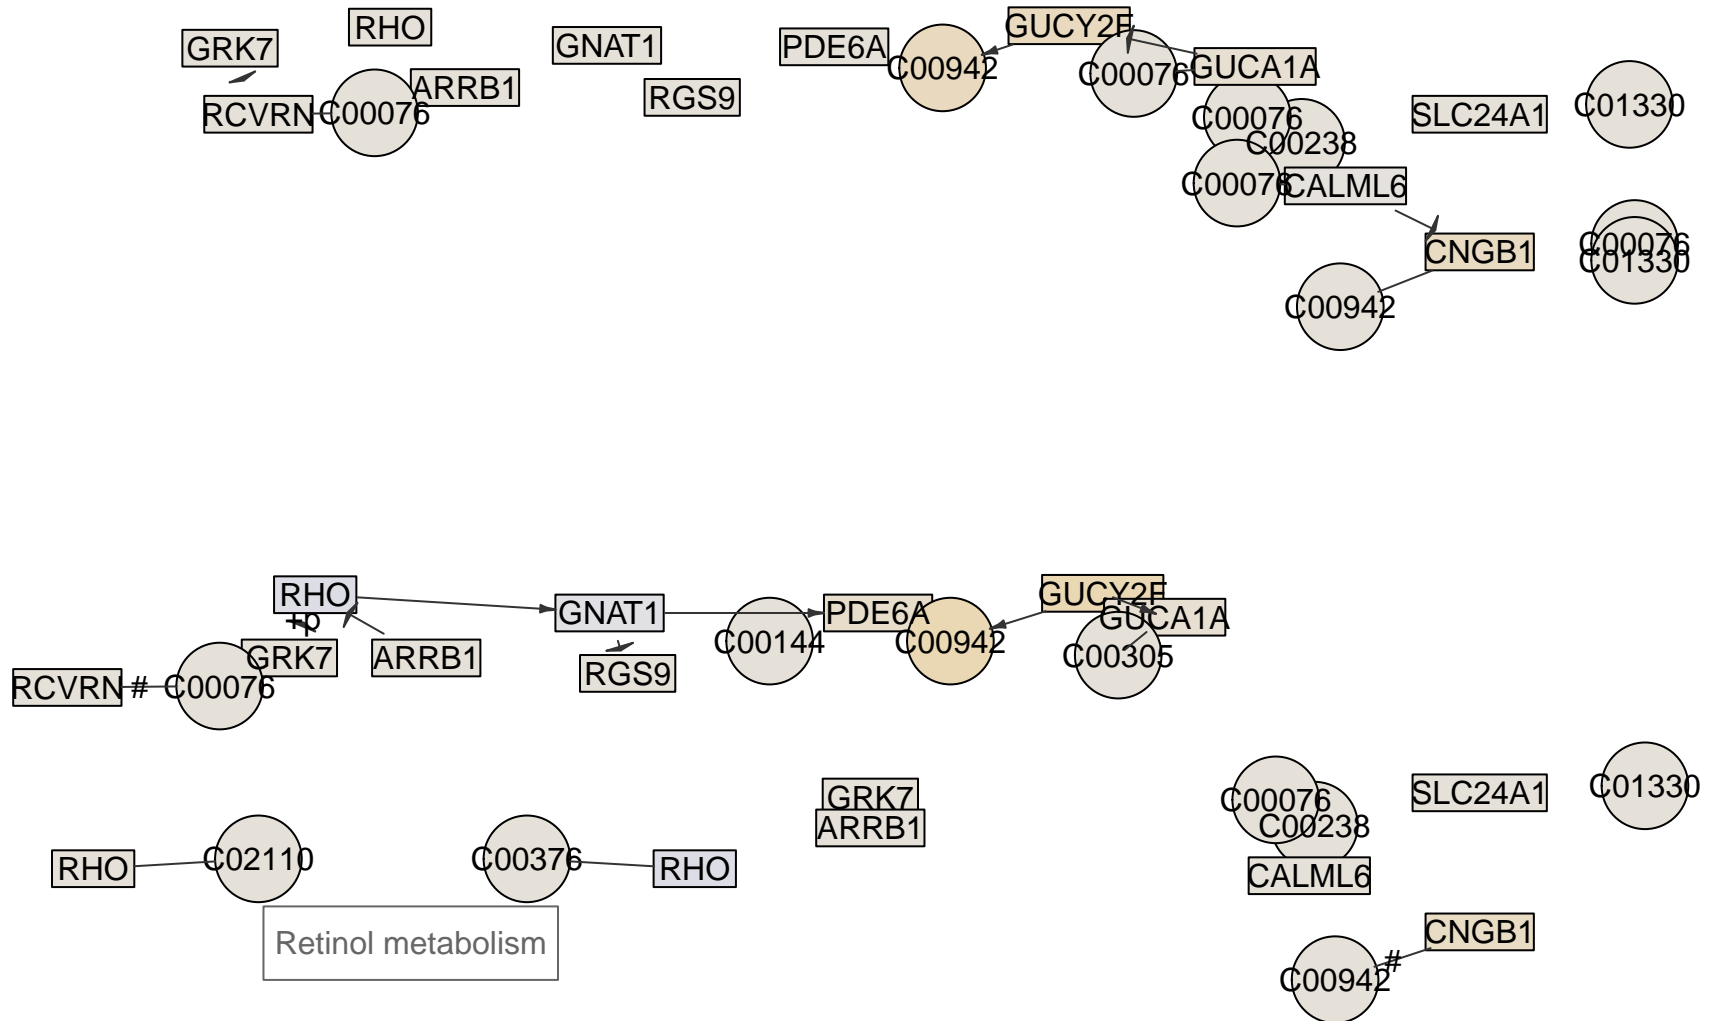 RHO
GUCY2F
GRK7
GNAT1
PDE6A
C00942
C00076
GUCA1A
ARRB1
RGS9
RCVRN
C00076
C00076
C00238
SLC24A1
C01330
C00076
CALML6
CNGB1
C00076
C01330
C00942
RHO
+p
GNAT1
PDE6A
GUCY2F
GUCA1A
GRK7
ARRB1
RGS9
C00144
C00942
C00305
RCVRN
#
C00076
GRK7
ARRB1
C00076
C00238
SLC24A1
C01330
RHO
C02110
C00376
RHO
CALML6
Retinol metabolism
CNGB1
#
C00942